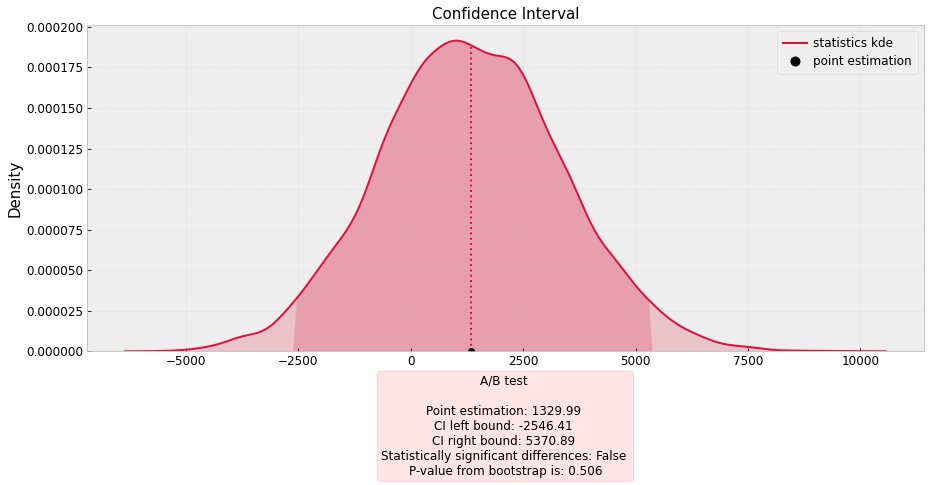 Confidence Interval
statistics kde
point estimation
Density
0.000200
0.000175
0.000150
0.000125
0.000100
0.000075
0.000050
0.000025
0.000000
−5000 −2500 0 2500 5000 7500 10000
A/B test
Point estimation: 1329.99
CI left bound: -2546.41
CI right bound: 5370.89
Statistically significant differences: False
P-value from bootstrap is: 0.506